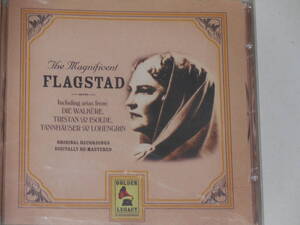 The Magnificent
FLAGSTAD
Including arias from:
DIE WALKÜRE,
TRISTAN UND ISOLDE,
TANNHÄUSER UND LOHENGRIN
ORIGINAL RECORDINGS
DIGITALLY RE-MASTERED
GOLDEN
LEGACY